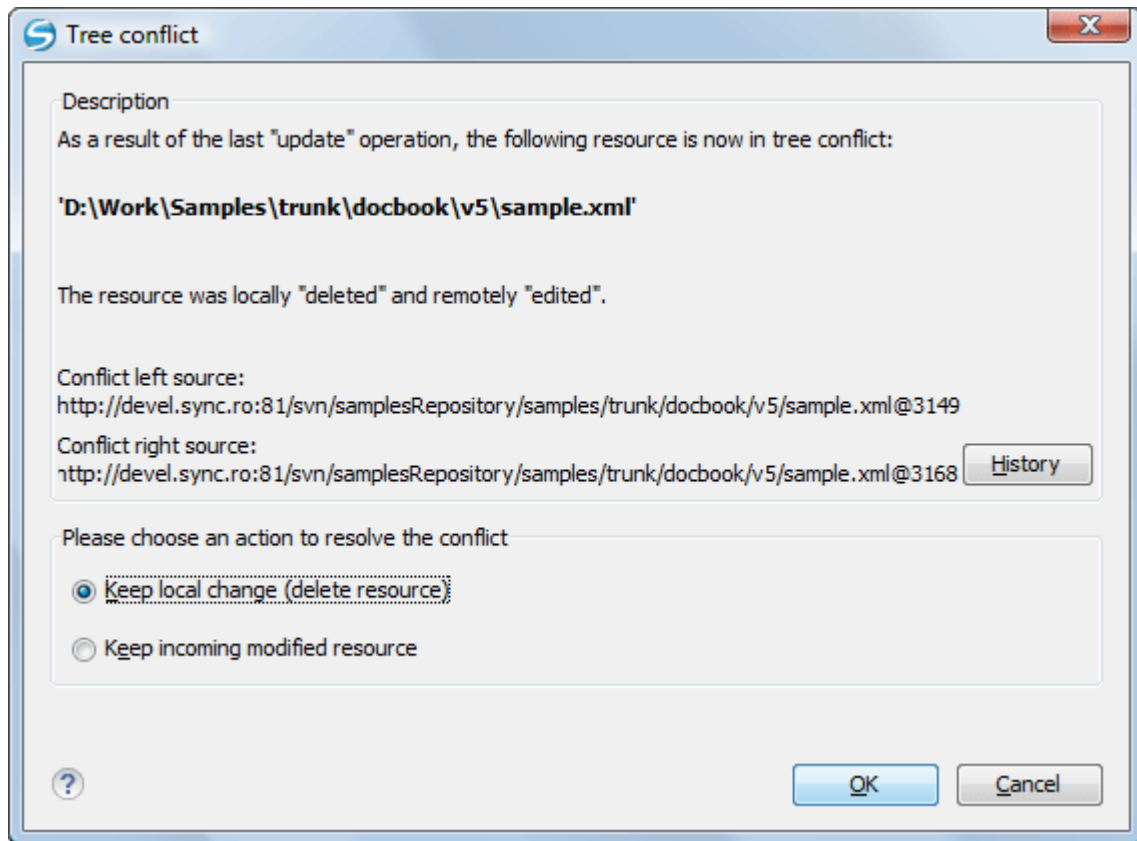 Tree conflict
Description
As a result of the last "update" operation, the following resource is now in tree conflict:
'D:\Work\Samples\trunk\docbook\v5\sample.xml'
The resource was locally "deleted" and remotely "edited".
Conflict left source:
http://devel.sync.ro:81/svn/samplesRepository/samples/trunk/docbook/v5/sample.xml@3149
Conflict right source:
http://devel.sync.ro:81/svn/samplesRepository/samples/trunk/docbook/v5/sample.xml@3168
History
Please choose an action to resolve the conflict
Keep local change (delete resource)
Keep incoming modified resource
?
OK
Cancel